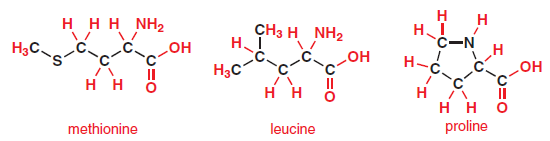 H H H NH₂
H₃C C C OH
S C C C
H H O
methionine
CH₃ H NH₂
H C C OH
H₃C C C
H H O
leucine
H H
H C N
H
H C C C OH
H C
H H O
proline